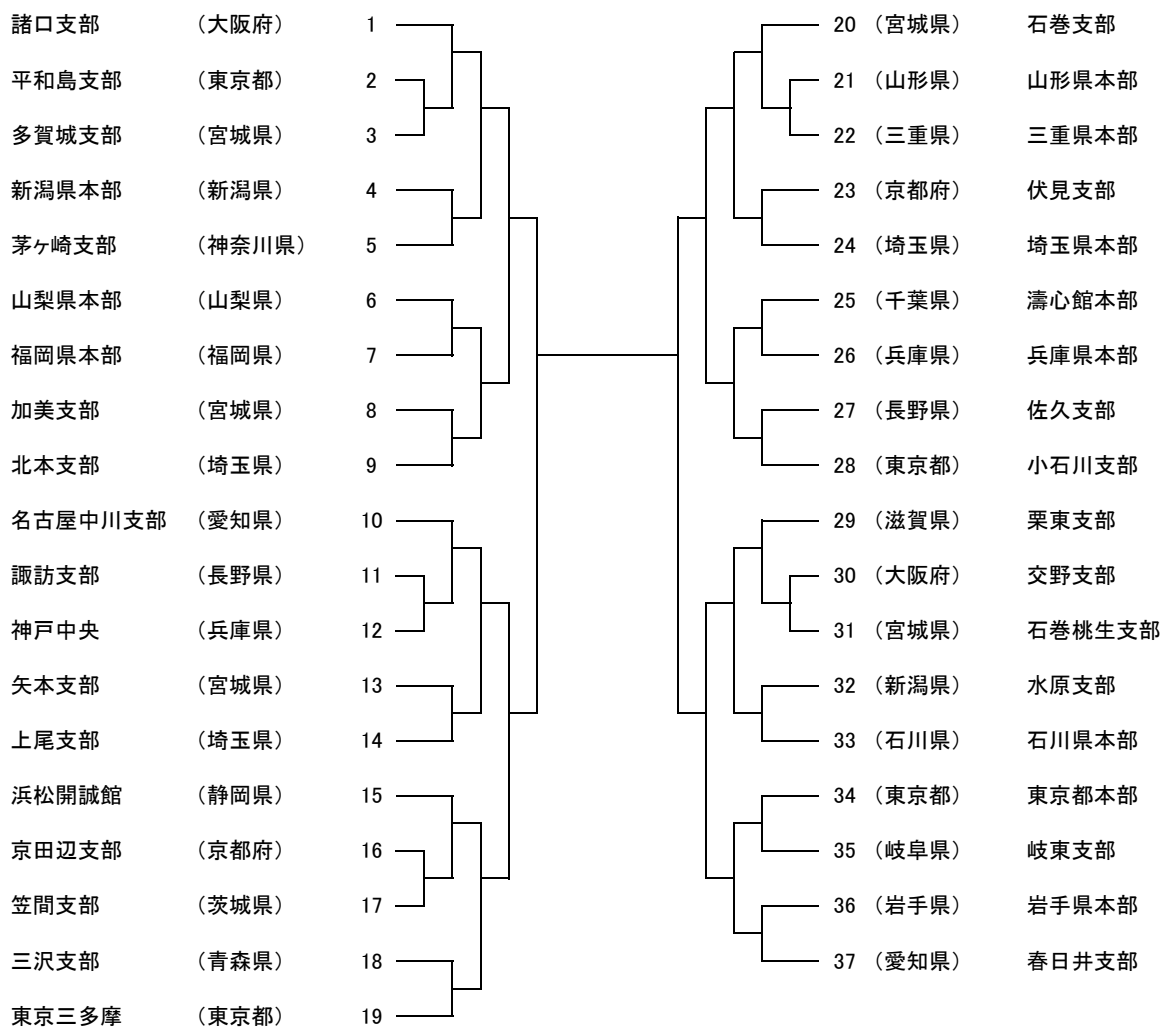 諸口支部 （大阪府） 1
平和島支部 （東京都） 2
多賀城支部 （宮城県） 3
新潟県本部 （新潟県） 4
茅ヶ崎支部 （神奈川県） 5
山梨県本部 （山梨県） 6
福岡県本部 （福岡県） 7
加美支部 （宮城県） 8
北本支部 （埼玉県） 9
名古屋中川支部 （愛知県） 10
諏訪支部 （長野県） 11
神戸中央 （兵庫県） 12
矢本支部 （宮城県） 13
上尾支部 （埼玉県） 14
浜松開誠館 （静岡県） 15
京田辺支部 （京都府） 16
笠間支部 （茨城県） 17
三沢支部 （青森県） 18
東京三多摩 （東京都） 19
20 （宮城県） 石巻支部
21 （山形県） 山形県本部
22 （三重県） 三重県本部
23 （京都府） 伏見支部
24 （埼玉県） 埼玉県本部
25 （千葉県） 濤心館本部
26 （兵庫県） 兵庫県本部
27 （長野県） 佐久支部
28 （東京都） 小石川支部
29 （滋賀県） 栗東支部
30 （大阪府） 交野支部
31 （宮城県） 石巻桃生支部
32 （新潟県） 水原支部
33 （石川県） 石川県本部
34 （東京都） 東京都本部
35 （岐阜県） 岐東支部
36 （岩手県） 岩手県本部
37 （愛知県） 春日井支部